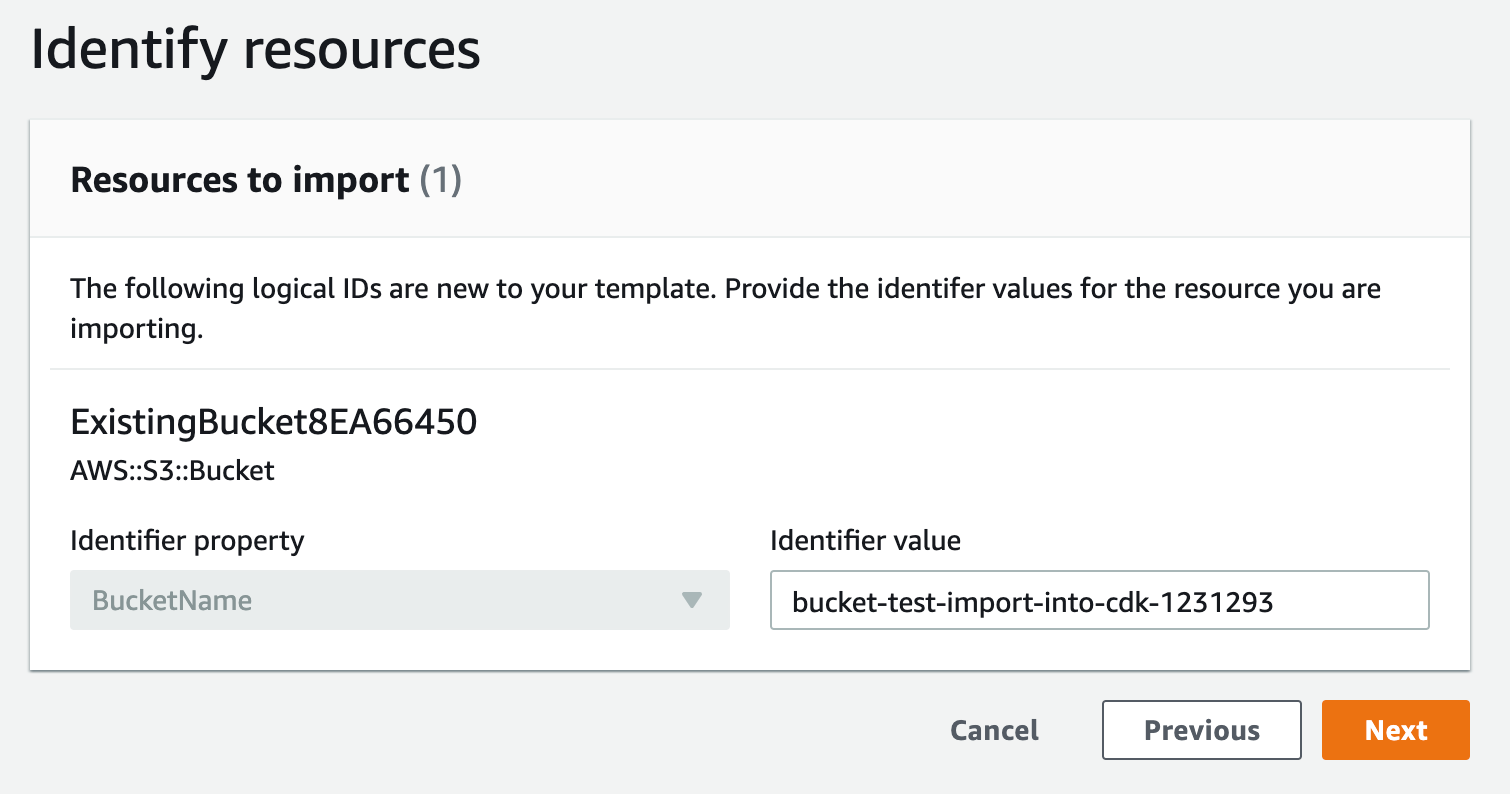 Identify resources
Resources to import (1)
The following logical IDs are new to your template. Provide the identifer values for the resource you are
importing.
ExistingBucket8EA66450
AWS::S3::Bucket
Identifier property
Identifier value
BucketName
bucket-test-import-into-cdk-1231293
Cancel
Previous
Next